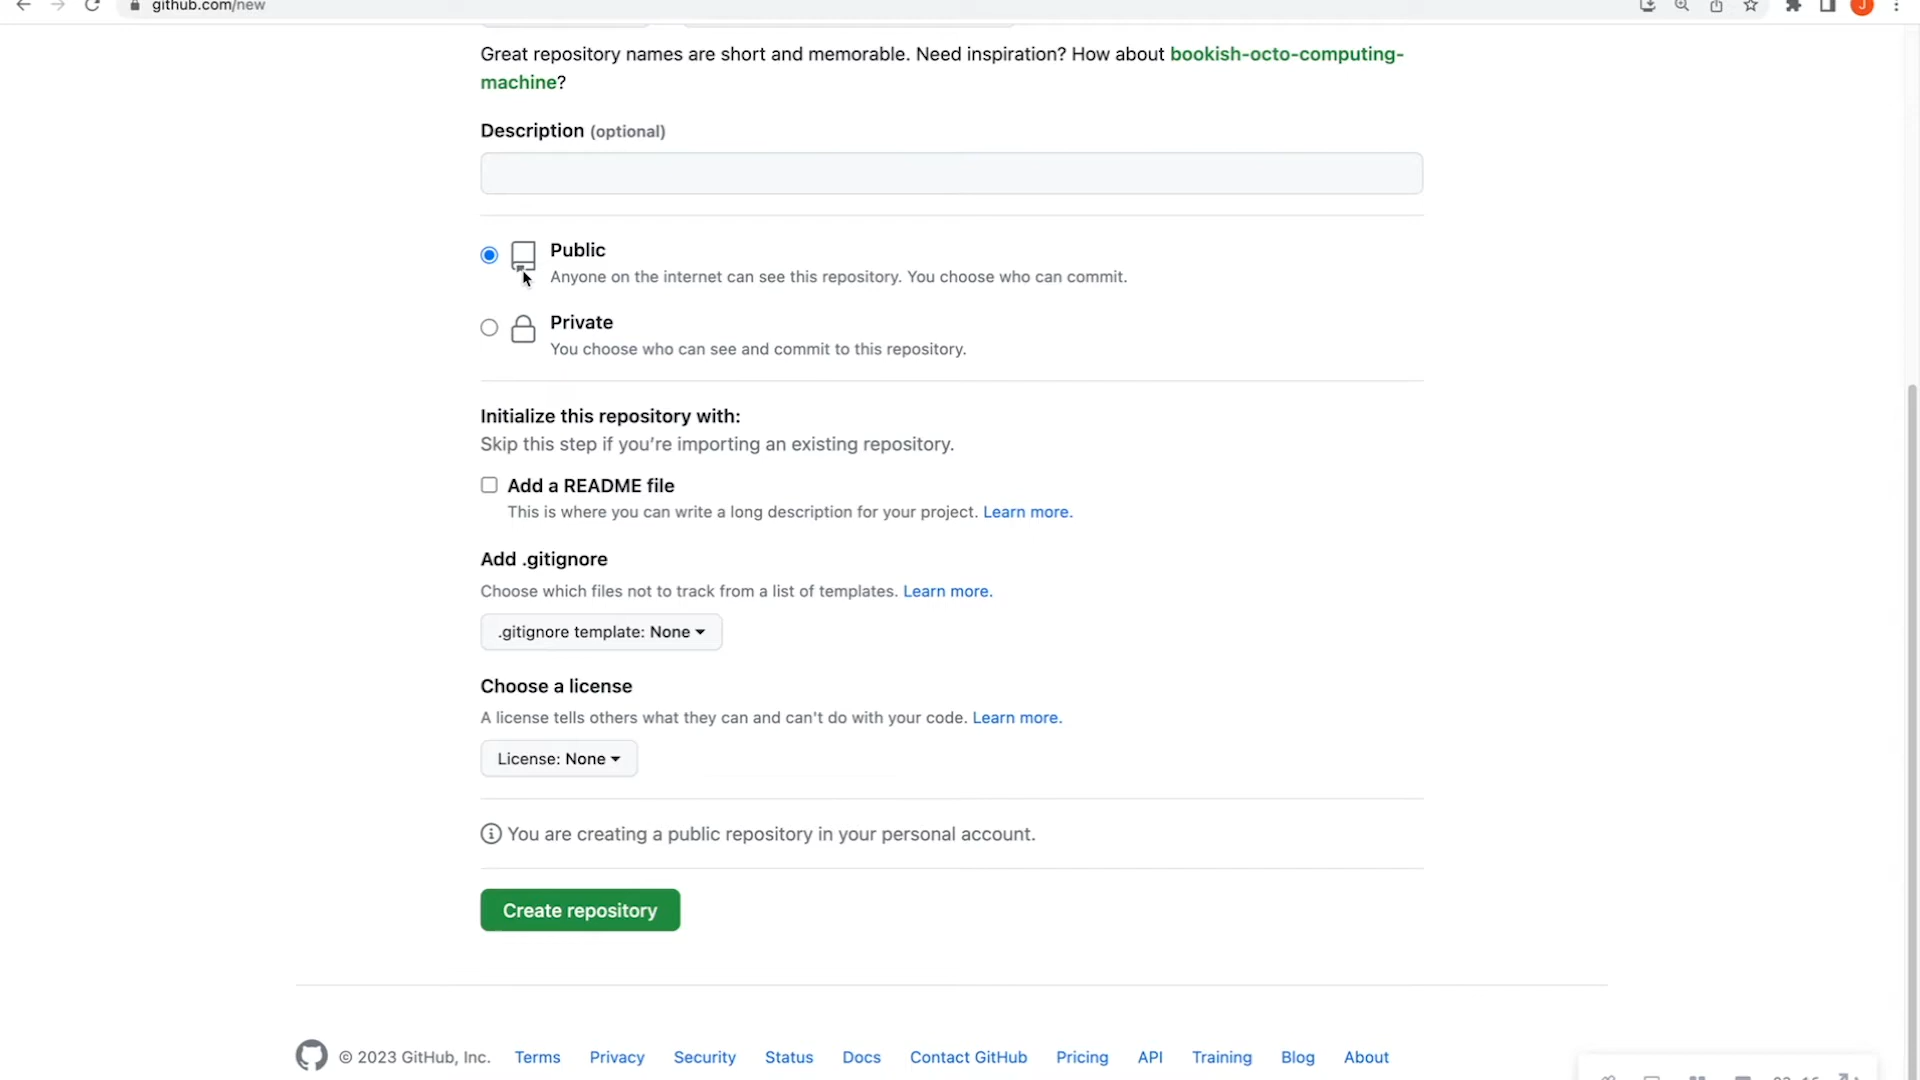 github.com/new
J
Great repository names are short and memorable. Need inspiration? How about bookish-octo-computing-
machine?
Description (optional)
Public
Anyone on the internet can see this repository. You choose who can commit.
Private
You choose who can see and commit to this repository.
Initialize this repository with:
Skip this step if you’re importing an existing repository.
Add a README file
This is where you can write a long description for your project. Learn more.
Add .gitignore
Choose which files not to track from a list of templates. Learn more.
.gitignore template: None
Choose a license
A license tells others what they can and can't do with your code. Learn more.
License: None
You are creating a public repository in your personal account.
Create repository
© 2023 GitHub, Inc. Terms Privacy Security Status Docs Contact GitHub Pricing API Training Blog About